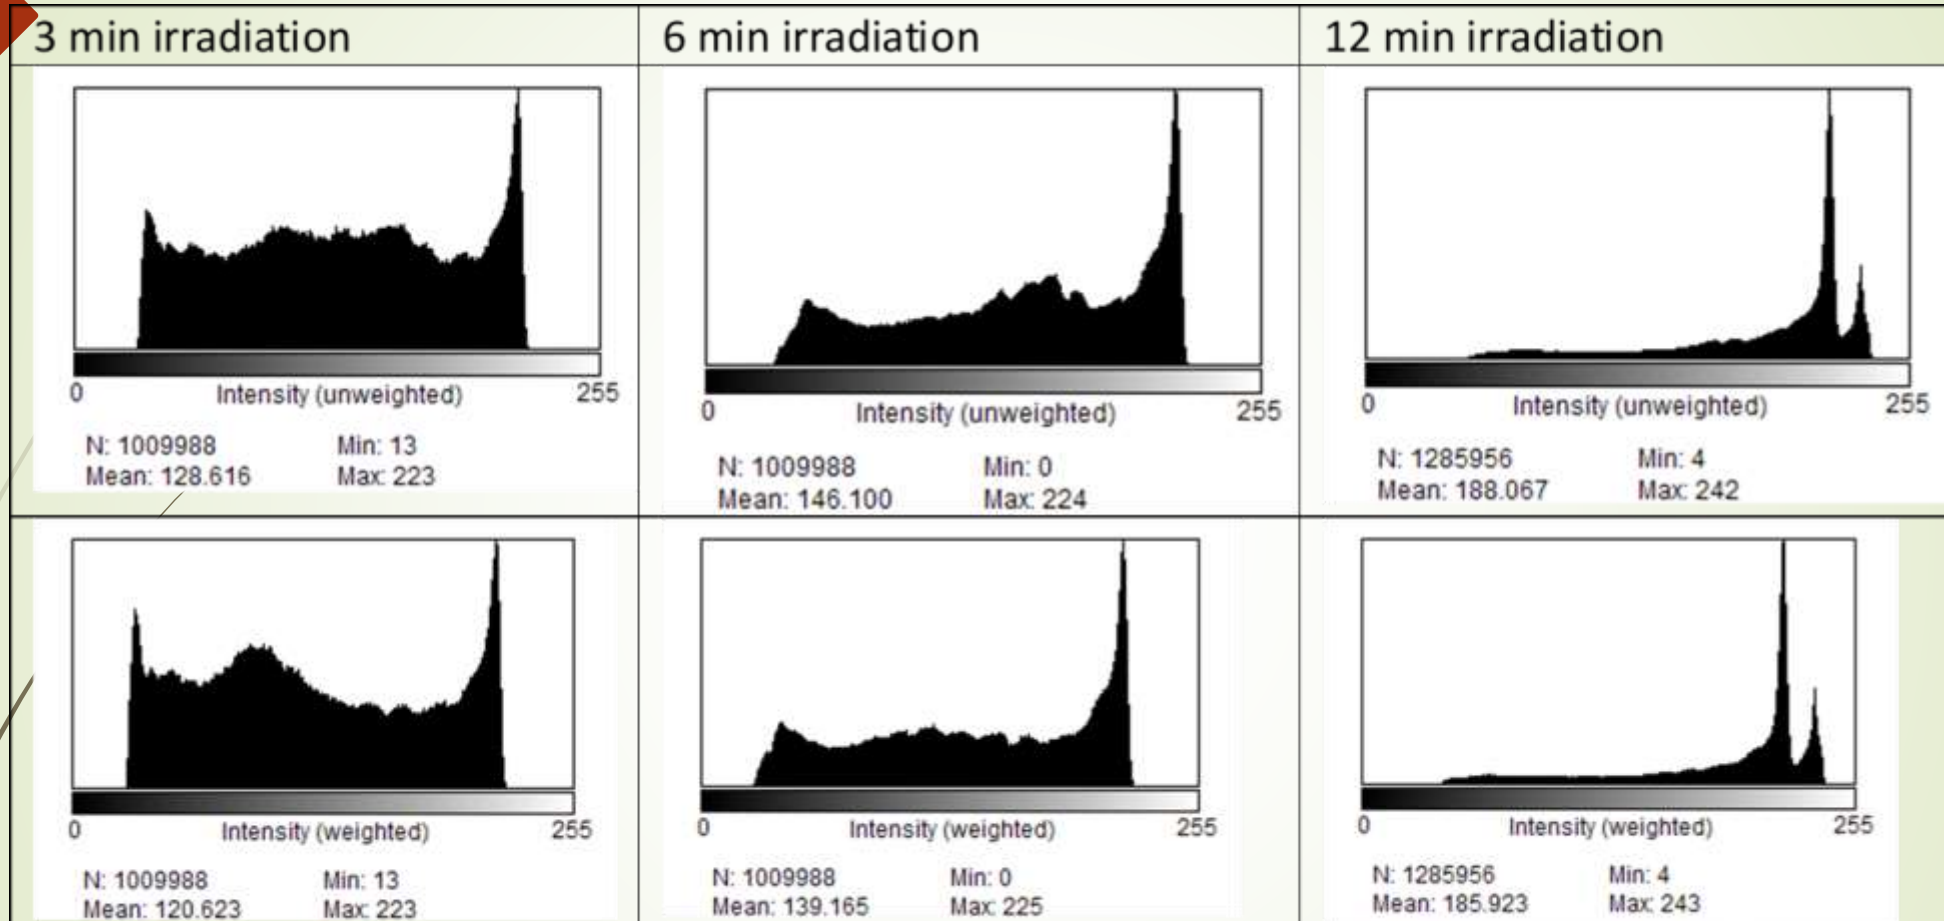 3 min irradiation
6 min irradiation
12 min irradiation
0
Intensity (unweighted)
255
N: 1009988
Min: 13
Mean: 128.616
Max: 223
0
Intensity (unweighted)
255
N: 1009988
Min: 0
Mean: 146.100
Max: 224
0
Intensity (unweighted)
255
N: 1285956
Min: 4
Mean: 188.067
Max: 242
0
Intensity (weighted)
255
N: 1009988
Min: 13
Mean: 120.623
Max: 223
0
Intensity (weighted)
255
N: 1009988
Min: 0
Mean: 139.165
Max: 225
0
Intensity (weighted)
255
N: 1285956
Min: 4
Mean: 185.923
Max: 243